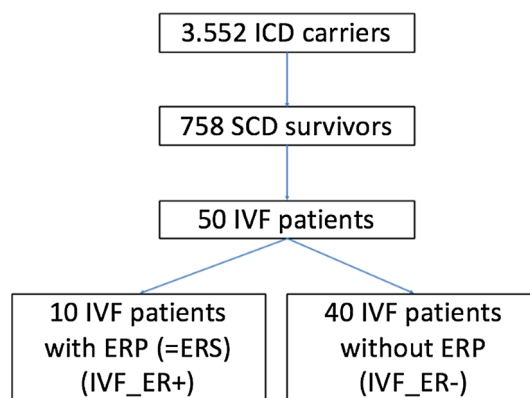 3.552 ICD carriers
758 SCD survivors
50 IVF patients
10 IVF patients
with ERP (=ERS)
(IVF_ER+)
40 IVF patients
without ERP
(IVF_ER-)